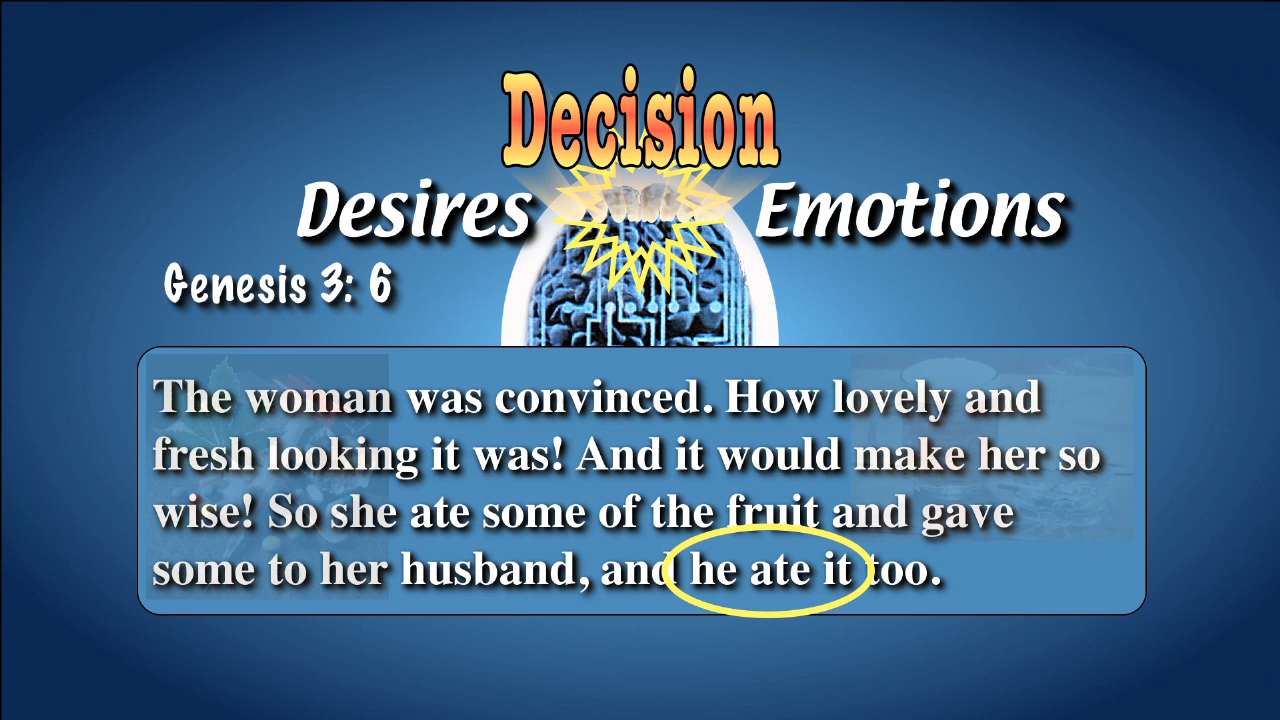 Decision
Desires Emotions
Genesis 3: 6
The woman was convinced. How lovely and
fresh looking it was! And it would make her so
wise! So she ate some of the fruit and gave
some to her husband, and he ate it too.